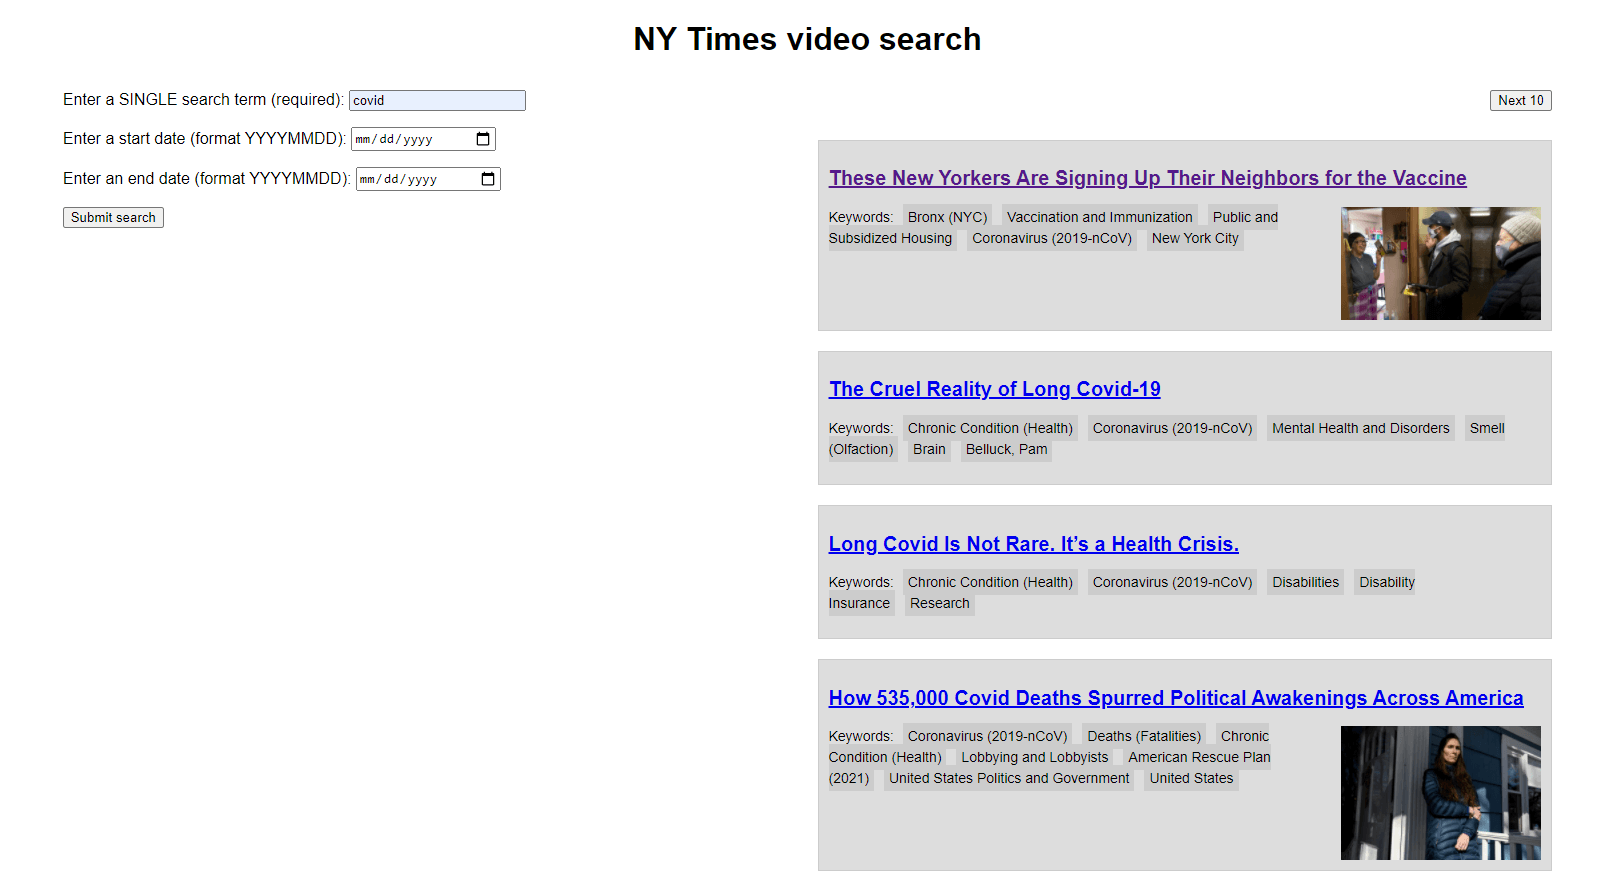 NY Times video search
Enter a SINGLE search term (required): covid
Enter a start date (format YYYYMMDD): mm/dd/yyyy
Enter an end date (format YYYYMMDD): mm/dd/yyyy
Submit search
Next 10
These New Yorkers Are Signing Up Their Neighbors for the Vaccine
Keywords: Bronx (NYC) Vaccination and Immunization Public and
Subsidized Housing Coronavirus (2019-nCoV) New York City
The Cruel Reality of Long Covid-19
Keywords: Chronic Condition (Health) Coronavirus (2019-nCoV) Mental Health and Disorders Smell
(Olfaction) Brain Belluck, Pam
Long Covid Is Not Rare. It’s a Health Crisis.
Keywords: Chronic Condition (Health) Coronavirus (2019-nCoV) Disabilities Disability
Insurance Research
How 535,000 Covid Deaths Spurred Political Awakenings Across America
Keywords: Coronavirus (2019-nCoV) Deaths (Fatalities) Chronic
Condition (Health) Lobbying and Lobbyists American Rescue Plan
(2021) United States Politics and Government United States